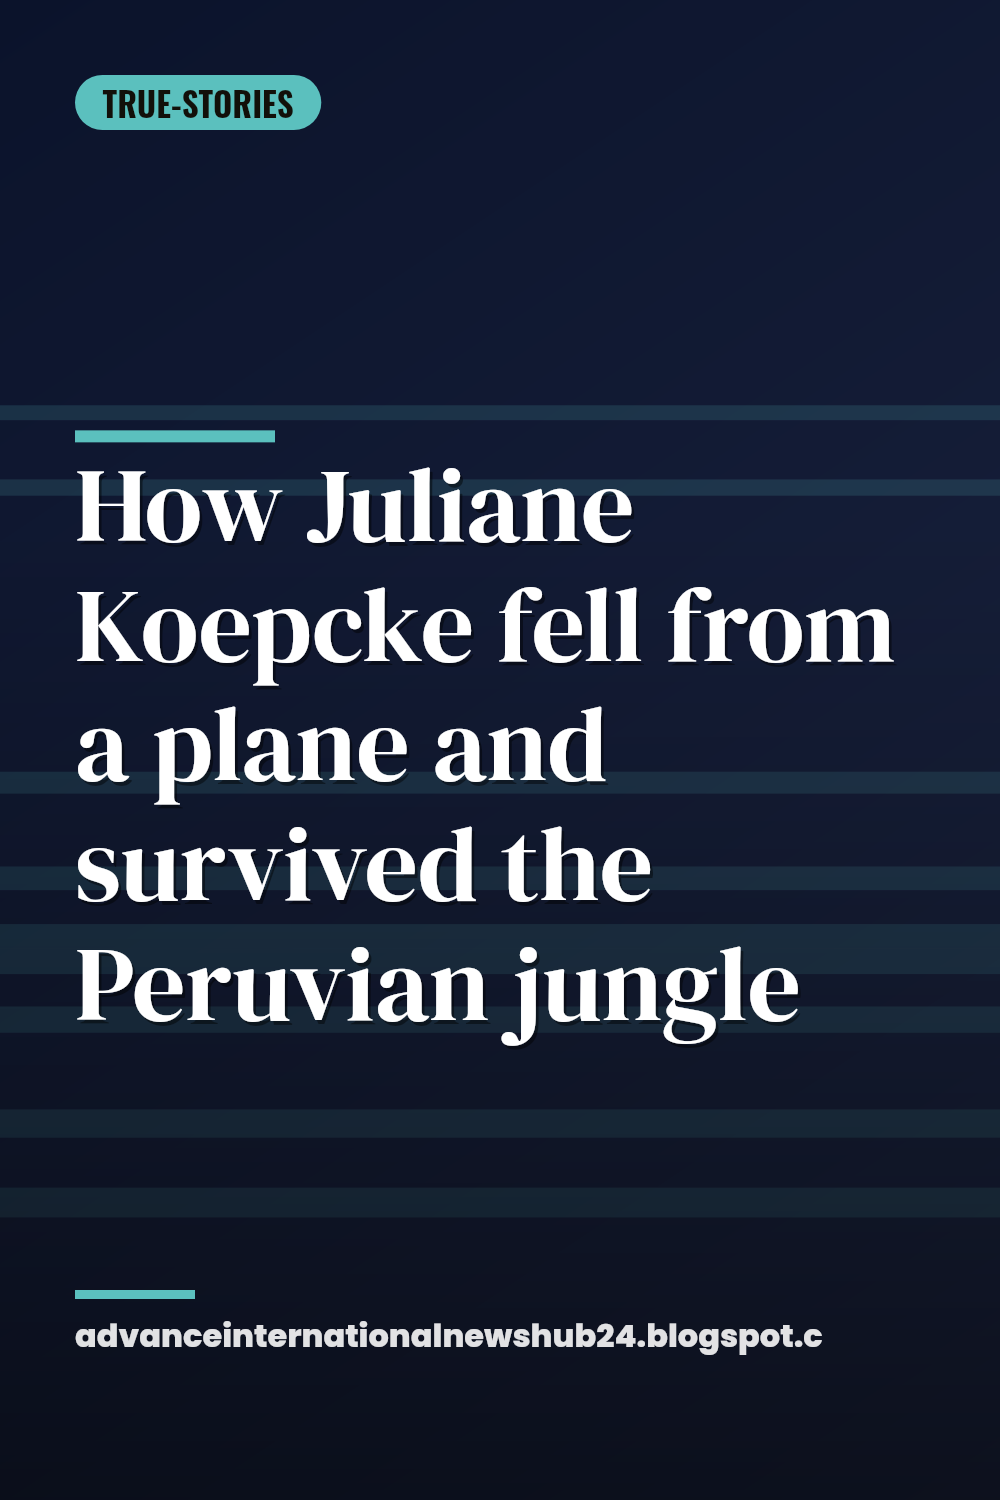 TRUE-STORIES
How Juliane
Koepcke fell from
a plane and
survived the
Peruvian jungle
advanceinternationalnewshub24.blogspot.c